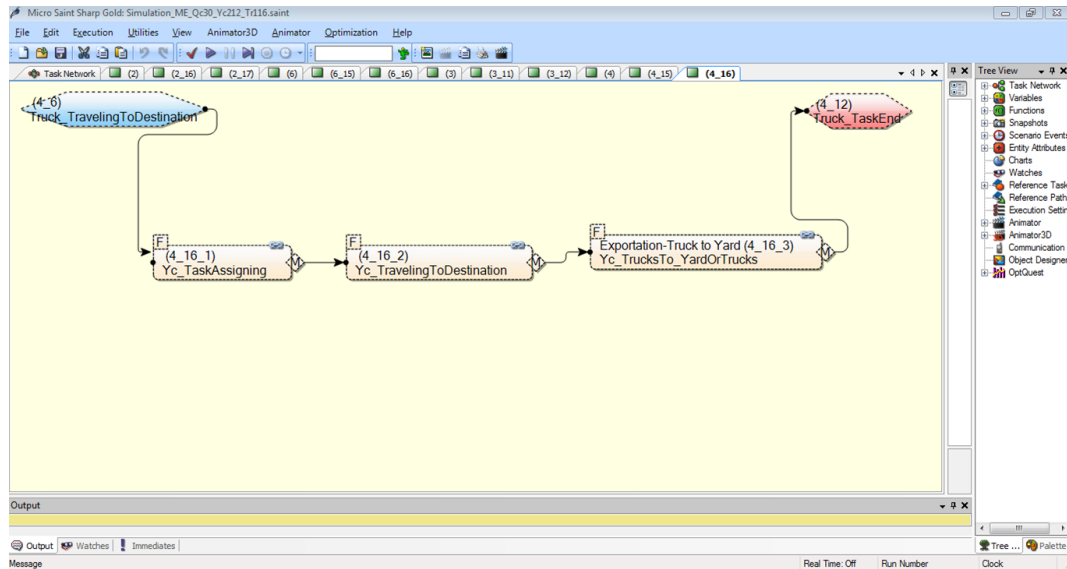 Micro Saint Sharp Gold: Simulation_ME_Qc30_Yc212_Tr116.saint
File Edit Execution Utilities View Animator3D Animator Optimization Help
Task Network (2) (2_16) (2_17) (6) (6_15) (6_16) (3) (3_11) (3_12) (4) (4_15) (4_16)
Tree View
Task Network
Variables
Functions
Snapshots
Scenario Events
Entity Attributes
Charts
Watches
Reference Task
Reference Path
Execution Settin
Animator
Animator3D
Communication
Object Designer
OptQuest
(4_6)
Truck_TravelingToDestination
(4_12)
Truck_TaskEnd
F
(4_16_1)
Yc_TaskAssigning
M
F
(4_16_2)
Yc_TravelingToDestination
M
F
Exportation-Truck to Yard (4_16_3)
Yc_TrucksTo_YardOrTrucks
M
Output
Output Watches Immediates
Tree ... Palette
Message Real Time: Off Run Number Clock